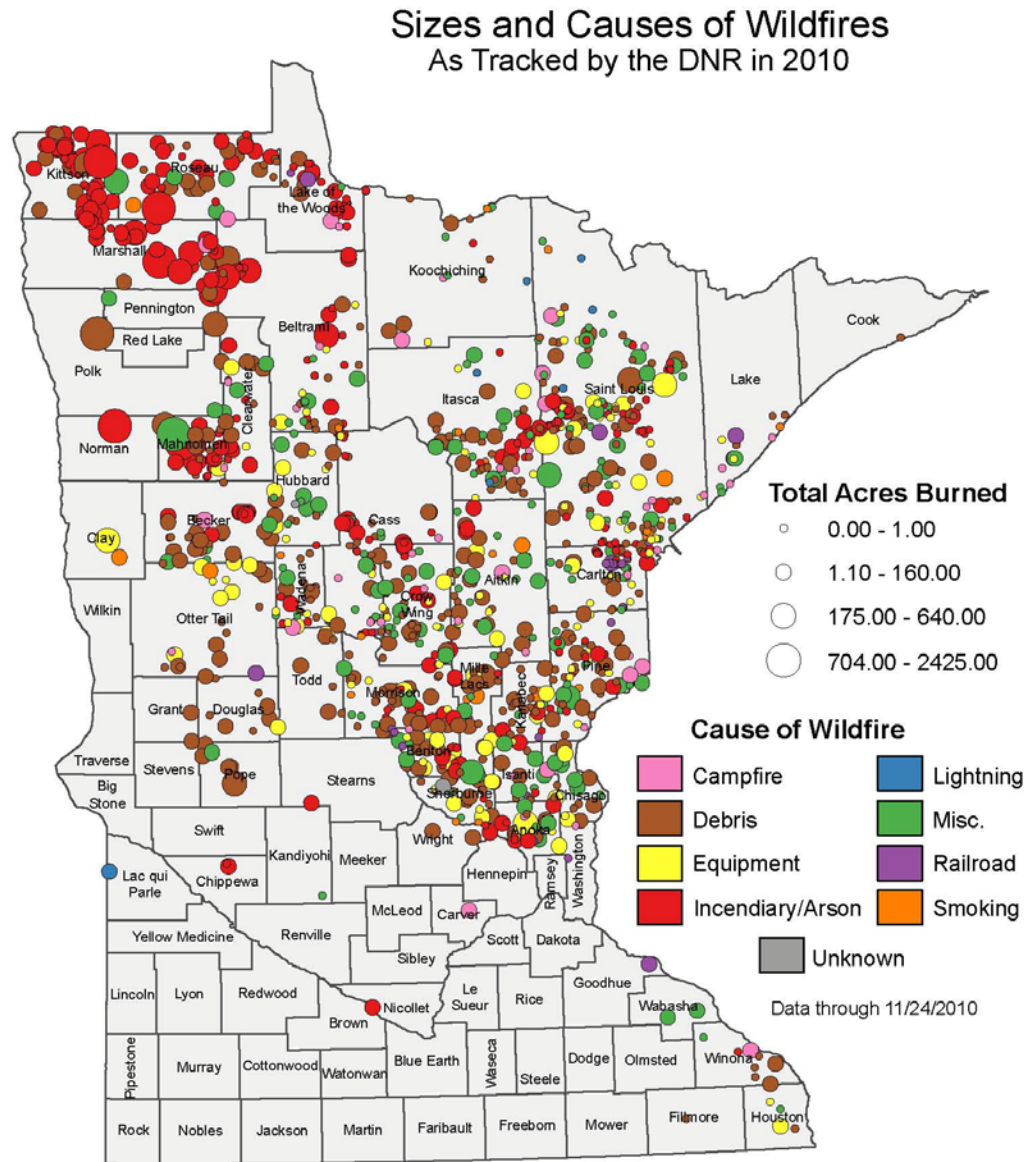 Sizes and Causes of Wildfires
As Tracked by the DNR in 2010
Kittson
Roseau
Lake of
the Woods
Marshall
Koochiching
Pennington
Red Lake
Beltrami
Cook
Polk
Clearwater
Itasca
Saint Louis
Lake
Norman
Mahnomen
Hubbard
Total Acres Burned
0.00 - 1.00
1.10 - 160.00
175.00 - 640.00
704.00 - 2425.00
Clay
Becker
Cass
Wilkin
Otter Tail
Wadena
Crow
Wing
Aitkin
Carlton
Grant
Douglas
Todd
Morrison
Mille
Lacs
Kanabec
Pine
Traverse
Big
Stone
Stevens
Pope
Stearns
Benton
Sherburne
Isanti
Chisago
Cause of Wildfire
Campfire
Debris
Equipment
Incendiary/Arson
Lightning
Misc.
Railroad
Smoking
Unknown
Data through 11/24/2010
Swift
Kandiyohi
Meeker
Wright
Anoka
Hennepin
Ramsey
Washington
Lac qui
Parle
Chippewa
McLeod
Carver
Yellow Medicine
Renville
Sibley
Scott
Dakota
Lincoln
Lyon
Redwood
Brown
Nicollet
Le
Sueur
Rice
Goodhue
Wabasha
Pipestone
Murray
Cottonwood
Watonwan
Blue Earth
Waseca
Steele
Dodge
Olmsted
Winona
Rock
Nobles
Jackson
Martin
Faribault
Freeborn
Mower
Fillmore
Houston